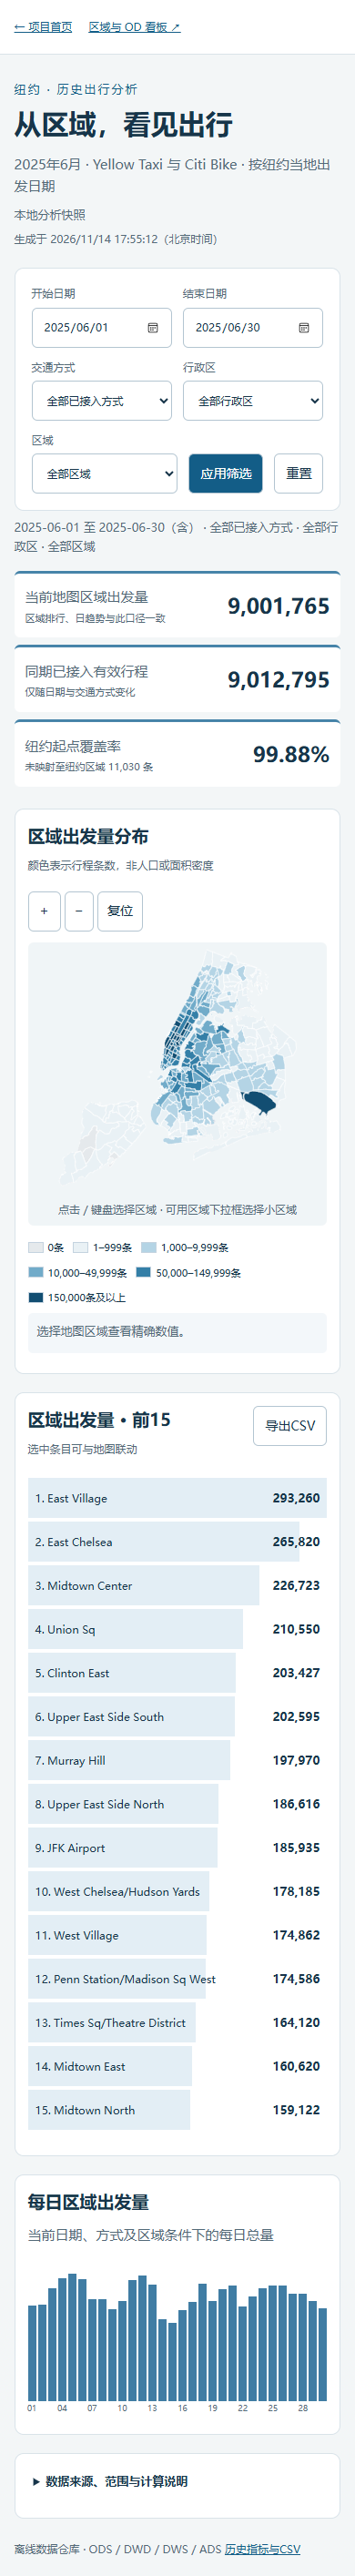 ← 项目首页 区域与 OD 看板 ↗
纽约 · 历史出行分析
从区域，看见出行
2025年6月 · Yellow Taxi 与 Citi Bike · 按纽约当地出
发日期
本地分析快照
生成于 2026/11/14 17:55:12（北京时间）
开始日期 结束日期
2025/06/01 2025/06/30
交通方式 行政区
全部已接入方式 全部行政区
区域
全部区域 应用筛选 重置
2025-06-01 至 2025-06-30（含） · 全部已接入方式 · 全部行
政区 · 全部区域
当前地图区域出发量 9,001,765
区域排行、日趋势与此口径一致
同期已接入有效行程 9,012,795
仅随日期与交通方式变化
纽约起点覆盖率 99.88%
未映射至纽约区域 11,030 条
区域出发量分布
颜色表示行程条数，非人口或面积密度
+ − 复位
点击 / 键盘选择区域 · 可用区域下拉框选择小区域
0条 1–999条 1,000–9,999条
10,000–49,999条 50,000–149,999条
150,000条及以上
选择地图区域查看精确数值。
区域出发量 · 前15 导出CSV
选中条目可与地图联动
1. East Village 293,260
2. East Chelsea 265,820
3. Midtown Center 226,723
4. Union Sq 210,550
5. Clinton East 203,427
6. Upper East Side South 202,595
7. Murray Hill 197,970
8. Upper East Side North 186,616
9. JFK Airport 185,935
10. West Chelsea/Hudson Yards 178,185
11. West Village 174,862
12. Penn Station/Madison Sq West 174,586
13. Times Sq/Theatre District 164,120
14. Midtown East 160,620
15. Midtown North 159,122
每日区域出发量
当前日期、方式及区域条件下的每日总量
01 04 07 10 13 16 19 22 25 28
▶ 数据来源、范围与计算说明
离线数据仓库 · ODS / DWD / DWS / ADS 历史指标与CSV